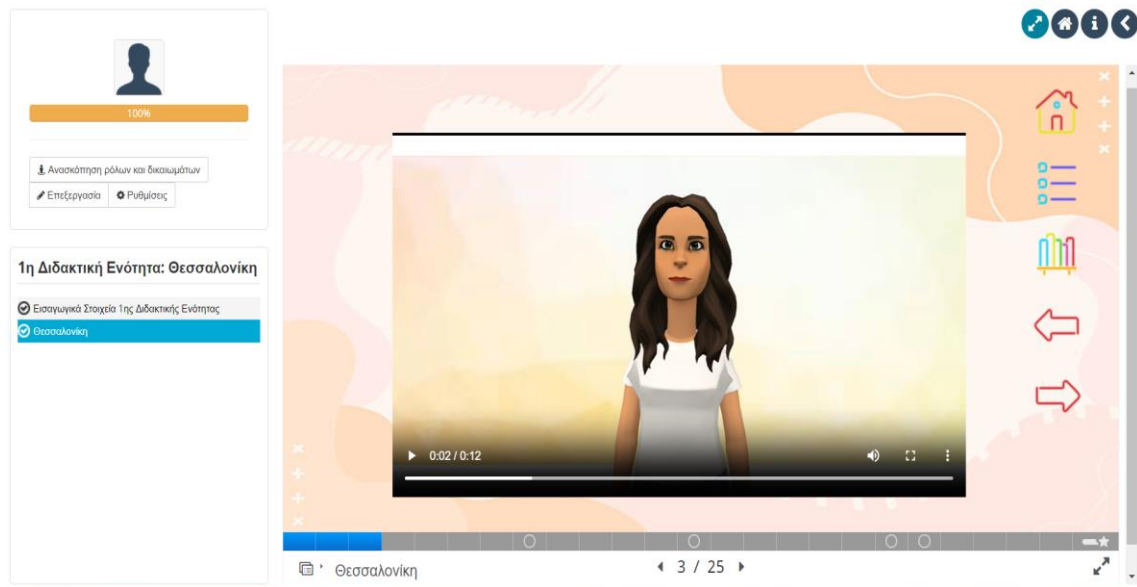 100%
Ανασκόπηση ρόλων και δικαιωμάτων
Επεξεργασία
Ρυθμίσεις
1η Διδακτική Ενότητα: Θεσσαλονίκη
Εισαγωγικά Στοιχεία 1ης Διδακτικής Ενότητας
Θεσσαλονίκη
0:02 / 0:12
Θεσσαλονίκη
3 / 25